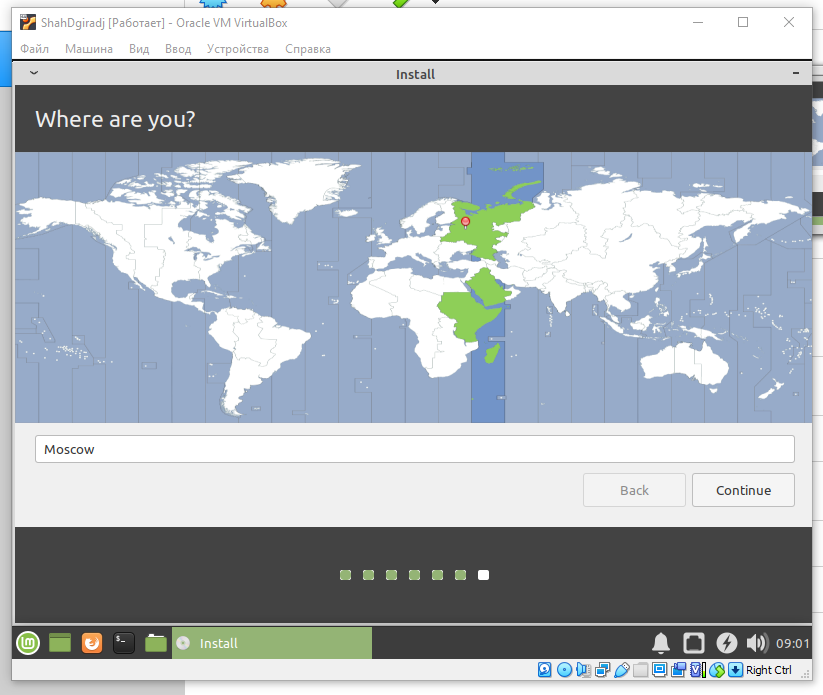 ShahDgiradj [Работает] - Oracle VM VirtualBox
Файл Машина Вид Ввод Устройства Справка
Install
Where are you?
Moscow
Back Continue
Install 09:01
Right Ctrl